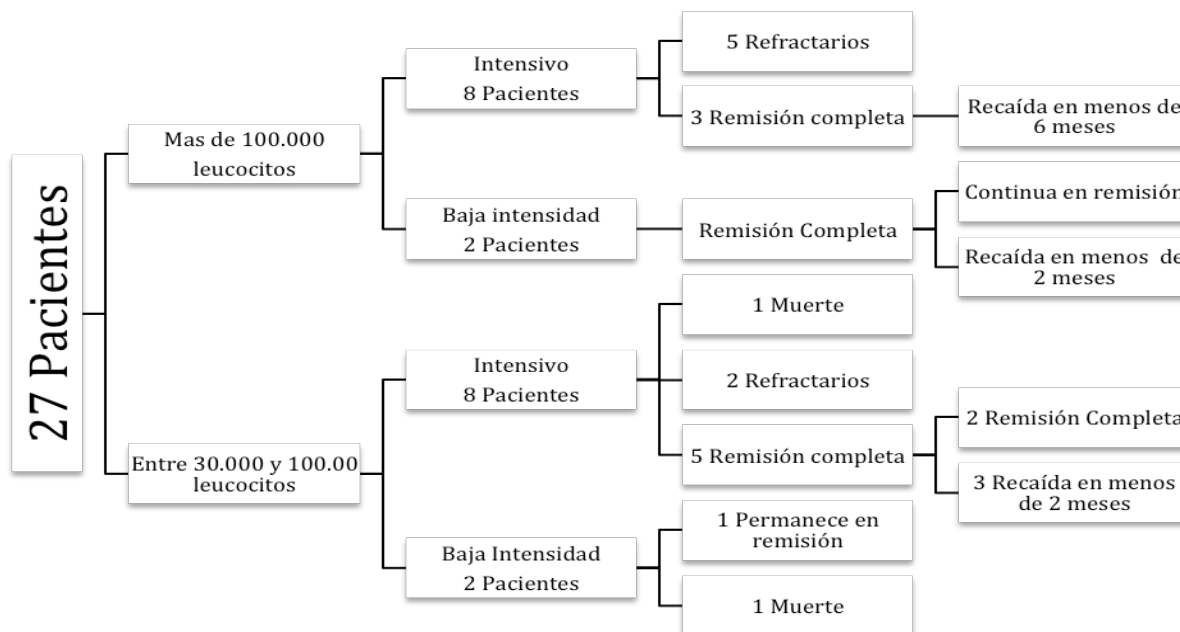 27 Pacientes
Mas de 100.000
leucocitos
Intensivo
8 Pacientes
5 Refractarios
3 Remisión completa
Recaída en menos de
6 meses
Baja intensidad
2 Pacientes
Remisión Completa
Continua en remisión
Recaída en menos de
2 meses
Entre 30.000 y 100.00
leucocitos
Intensivo
8 Pacientes
1 Muerte
2 Refractarios
5 Remisión completa
2 Remisión Completa
3 Recaída en menos
de 2 meses
Baja Intensidad
2 Pacientes
1 Permanece en
remisión
1 Muerte